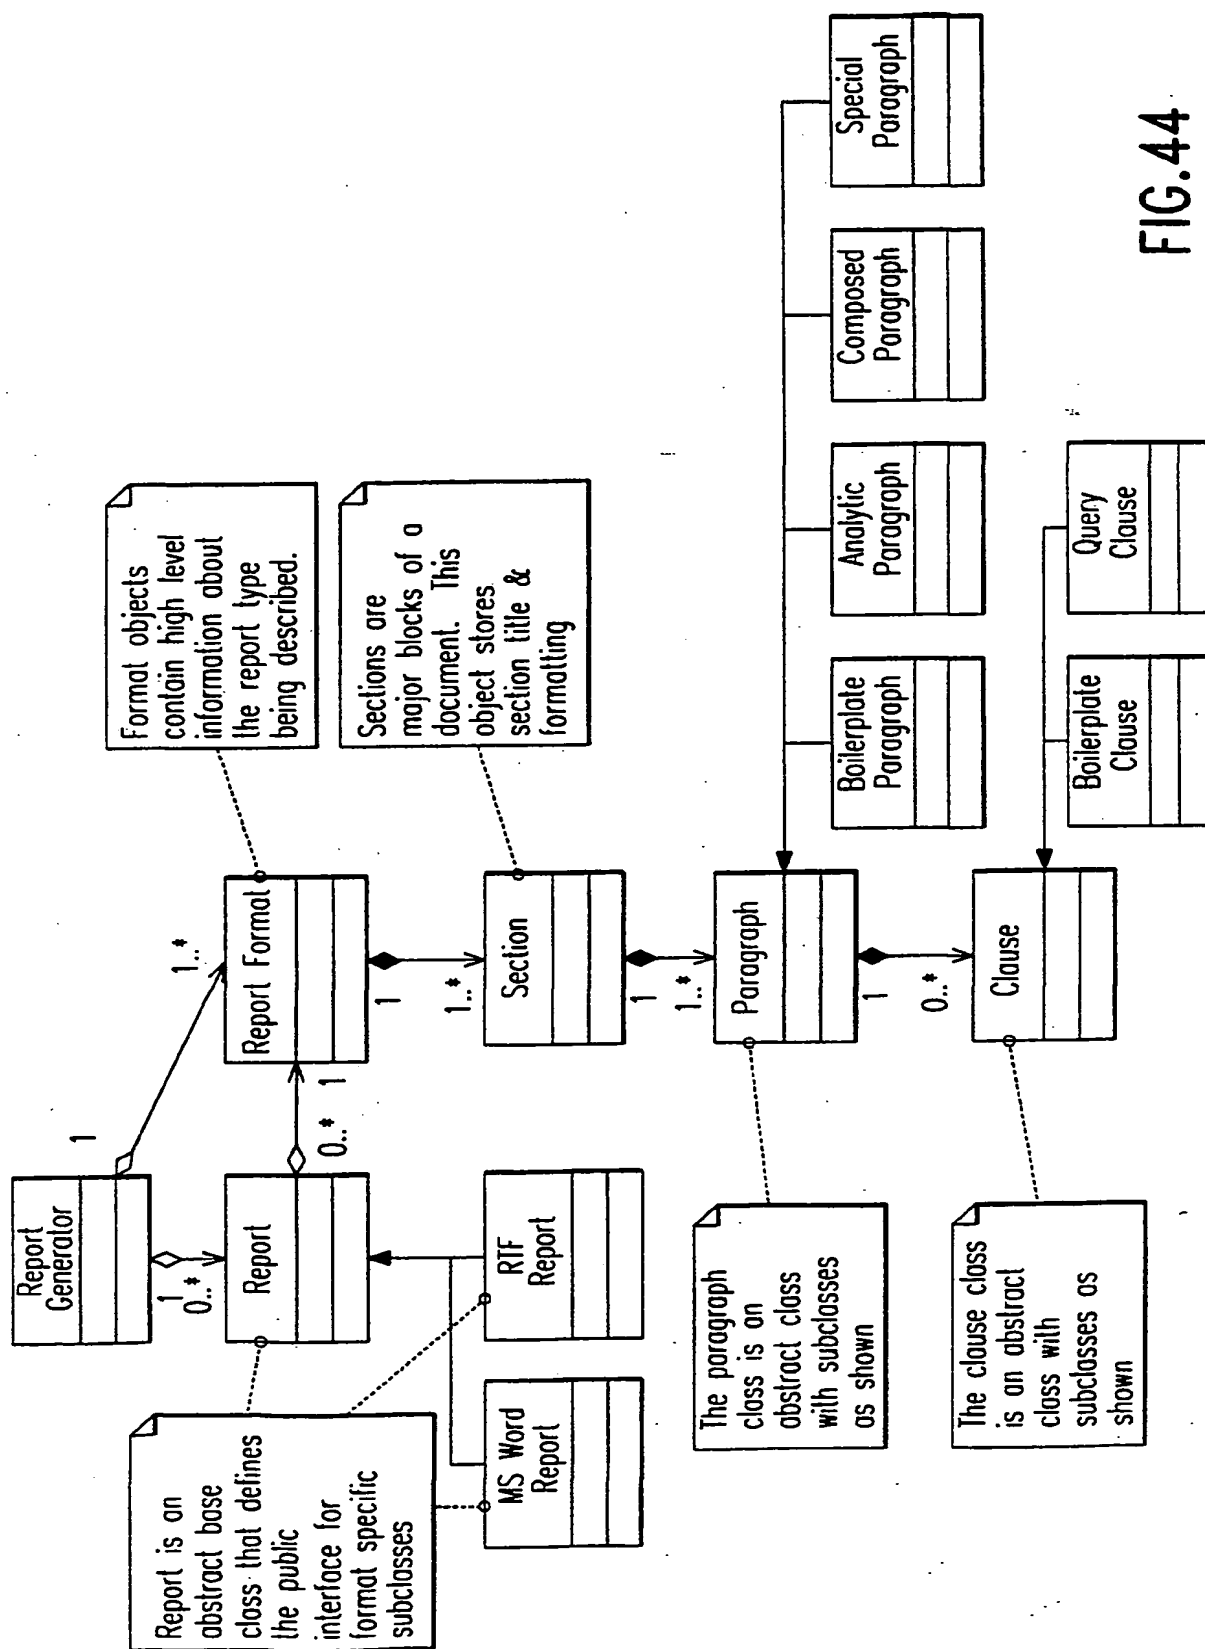 Report
Generator
1
1..*
1
0..*
Report
0..*
1
Report Format
Formal objects
contain high level
information about
the report type
being described.
Report is an
abstract base
class that defines
the public
interface for
format specific
subclasses
MS Word
Report
RTF
Report
1
1..*
Section
Sections are
major blocks of a
document. This
object stores
section title &
formatting
1
1..*
Paragraph
The paragraph
class is an
abstract class
with subclasses
as shown
Boilerplate
Paragraph
Analytic
Paragraph
Composed
Paragraph
Special
Paragraph
1
0..*
Clause
The clause class
is an abstract
class with
subclasses as
shown
Boilerplate
Clause
Query
Clause
FIG.44